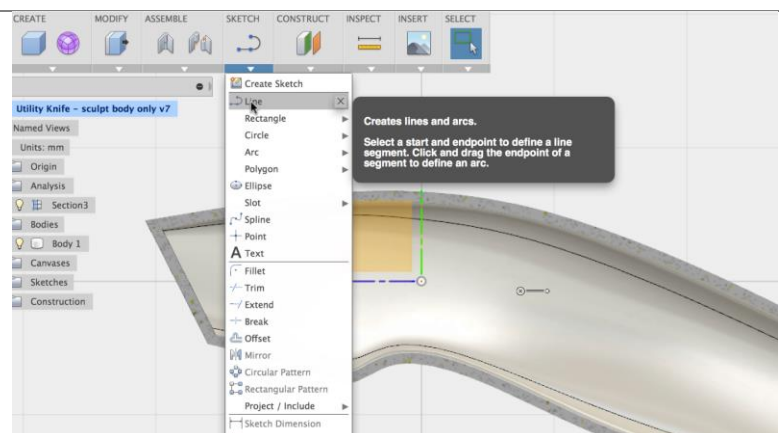 CREATE MODIFY ASSEMBLE SKETCH CONSTRUCT INSPECT INSERT SELECT
Create Sketch
Line
Rectangle
Circle
Arc
Polygon
Ellipse
Slot
Spline
Point
Text
Fillet
Trim
Extend
Break
Offset
Mirror
Circular Pattern
Rectangular Pattern
Project / Include
Sketch Dimension
Creates lines and arcs.
Select a start and endpoint to define a line
segment. Click and drag the endpoint of a
segment to define an arc.
Utility Knife - sculpt body only v7
Named Views
Units: mm
Origin
Analysis
Section3
Bodies
Body 1
Canvases
Sketches
Construction